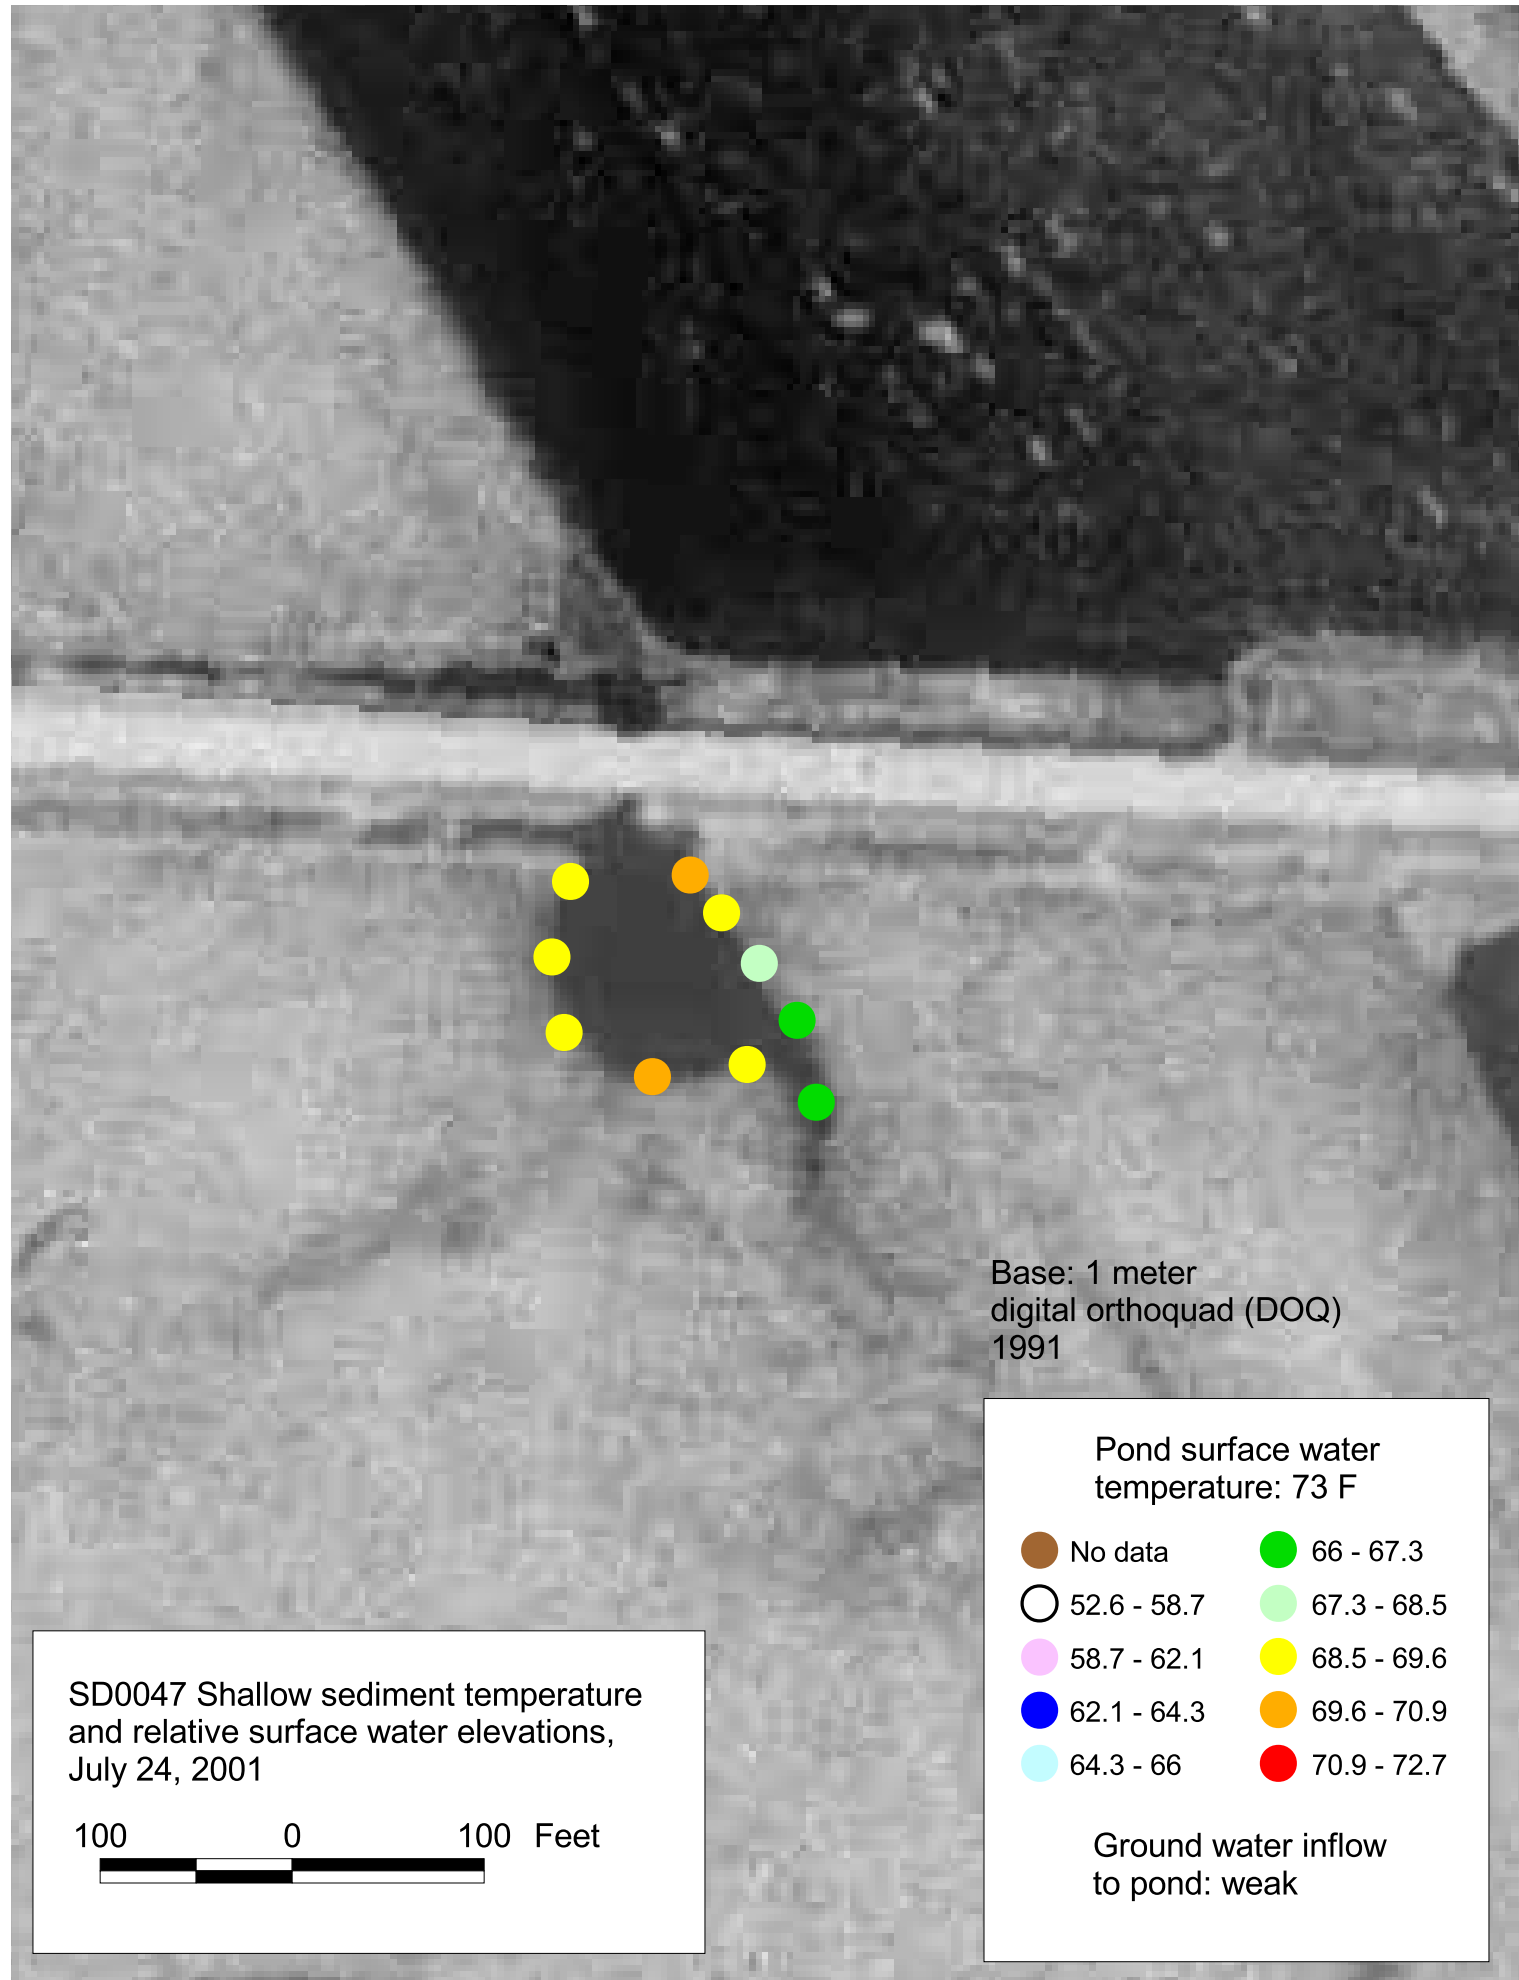 Base: 1 meter
digital orthoquad (DOQ)
1991
Pond surface water
temperature: 73 F
No data
52.6 - 58.7
58.7 - 62.1
62.1 - 64.3
64.3 - 66
66 - 67.3
67.3 - 68.5
68.5 - 69.6
69.6 - 70.9
70.9 - 72.7
Ground water inflow
to pond: weak
SD0047 Shallow sediment temperature
and relative surface water elevations,
July 24, 2001
100 0 100 Feet